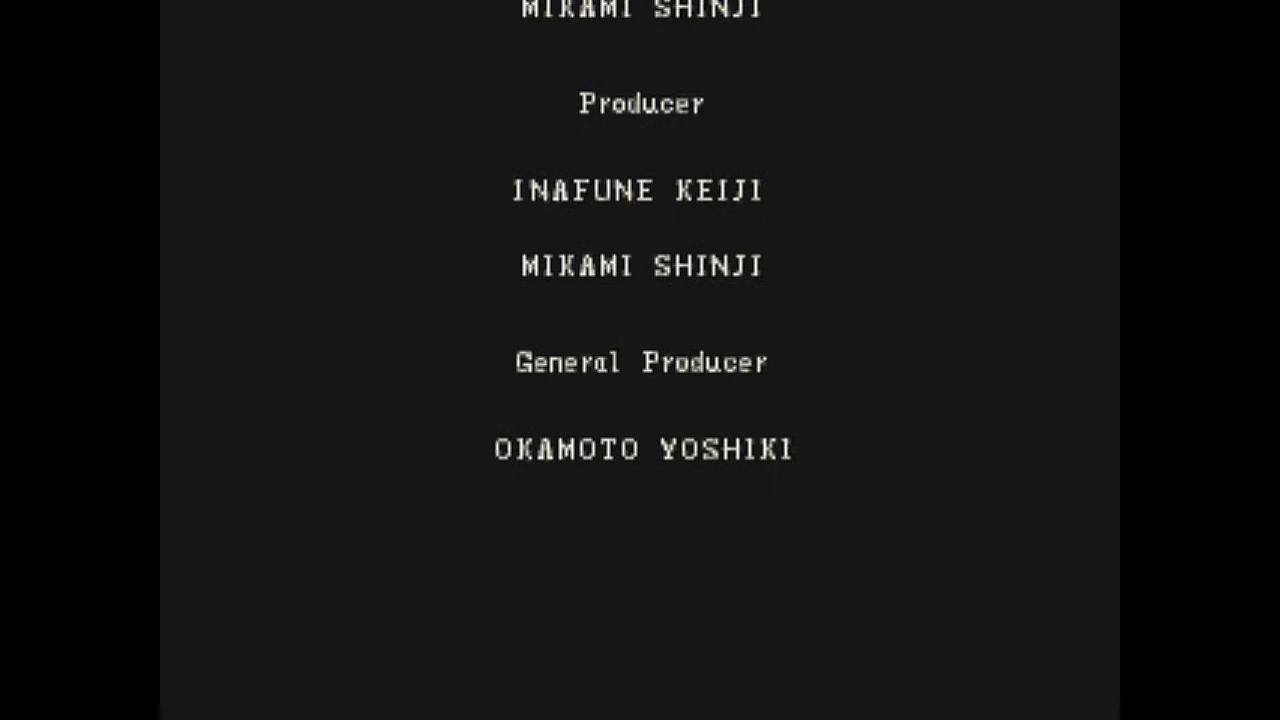 MIKAMI SHINJI
Producer
INAFUNE KEIJI
MIKAMI SHINJI
General Producer
OKAMOTO YOSHIKI